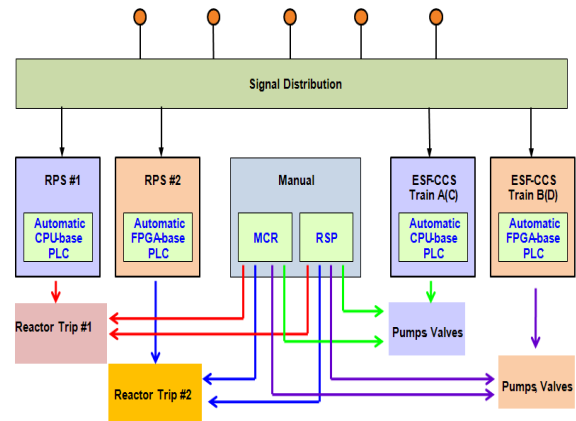 Signal Distribution
RPS #1
Automatic
CPU-base
PLC
RPS #2
Automatic
FPGA-base
PLC
Manual
MCR
RSP
ESF-CCS
Train A(C)
Automatic
CPU-base
PLC
ESF-CCS
Train B(D)
Automatic
FPGA-base
PLC
Reactor Trip #1
Pumps Valves
Reactor Trip #2
Pumps Valves